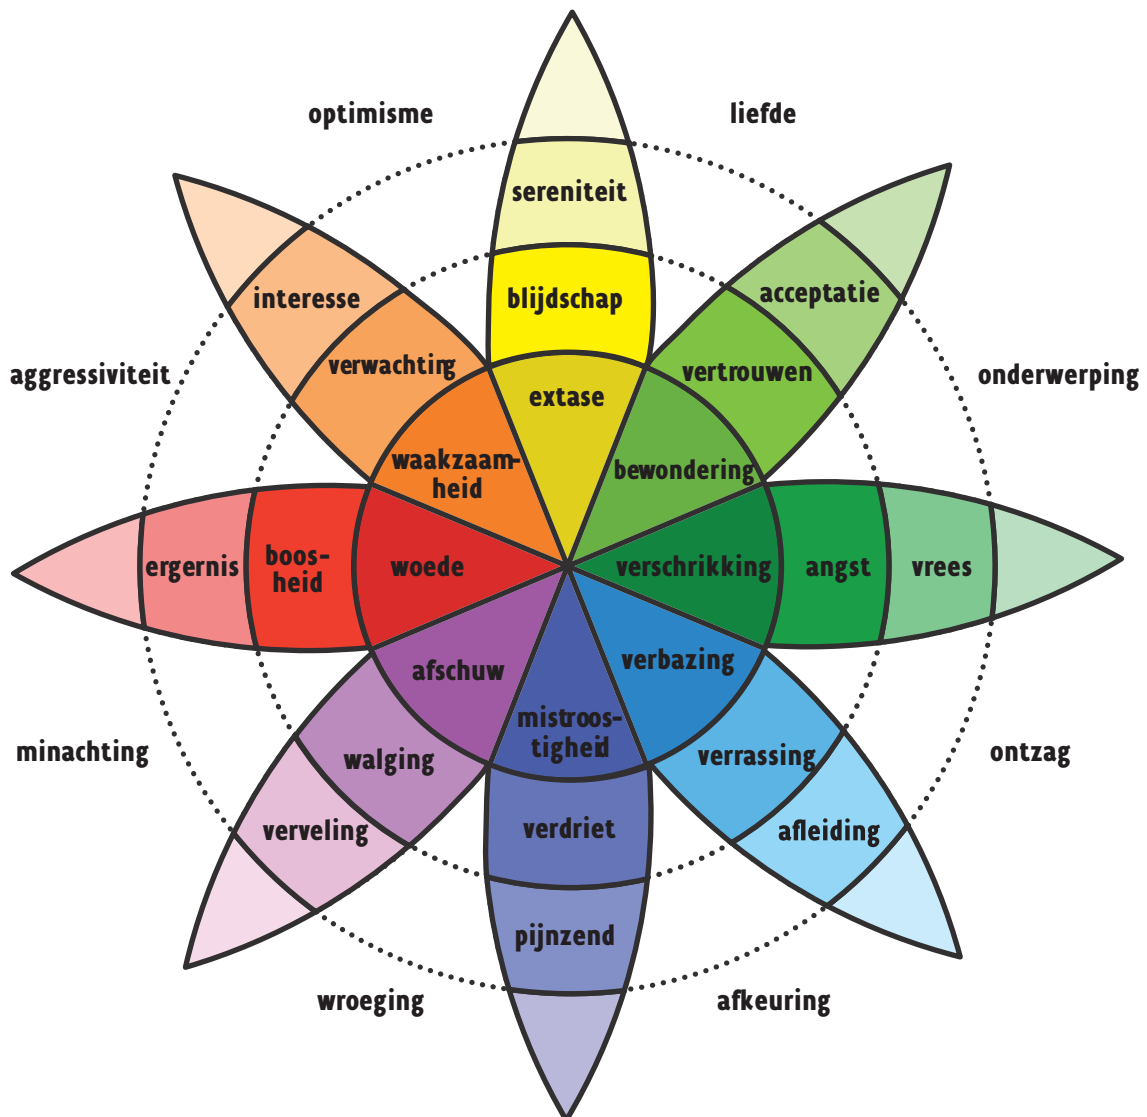 optimisme
liefde
sereniteit
interesse
blijdschap
acceptatie
aggressiviteit
verwachting
vertrouwen
onderwerping
extase
waakzaam-
heid
bewondering
ergernis
boos-
heid
woede
verschrikking
angst
vrees
afschuw
verbazing
mistroos-
tigheid
minachting
walging
verrassing
ontzag
verveling
verdriet
afleiding
pijnzend
wroeging
afkeuring